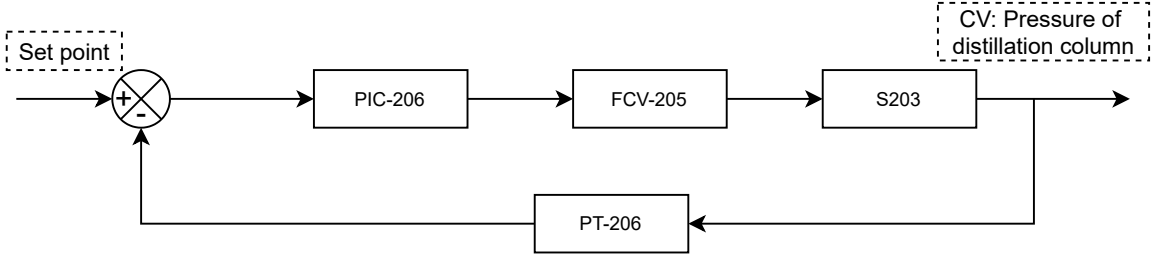 CV: Pressure of
distillation column
Set point
+
-
PIC-206
FCV-205
S203
PT-206